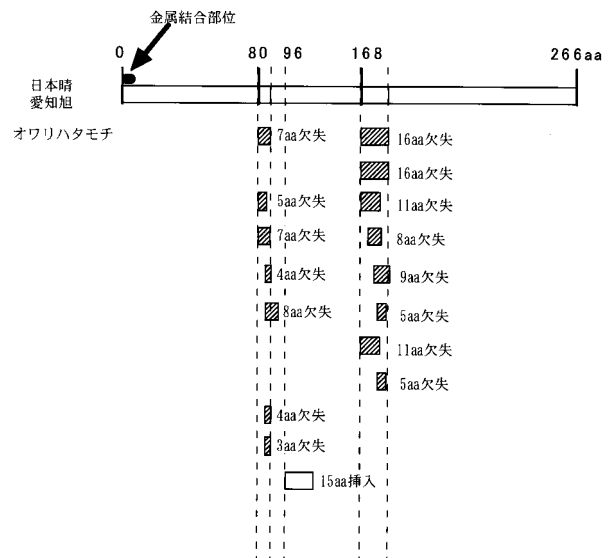 金属結合部位
0 80 96 168 266aa
日本晴
愛知旭
オワリハタモチ 7aa欠失 16aa欠失
16aa欠失
5aa欠失 11aa欠失
7aa欠失 8aa欠失
4aa欠失 9aa欠失
8aa欠失 5aa欠失
11aa欠失
5aa欠失
4aa欠失
3aa欠失
15aa挿入